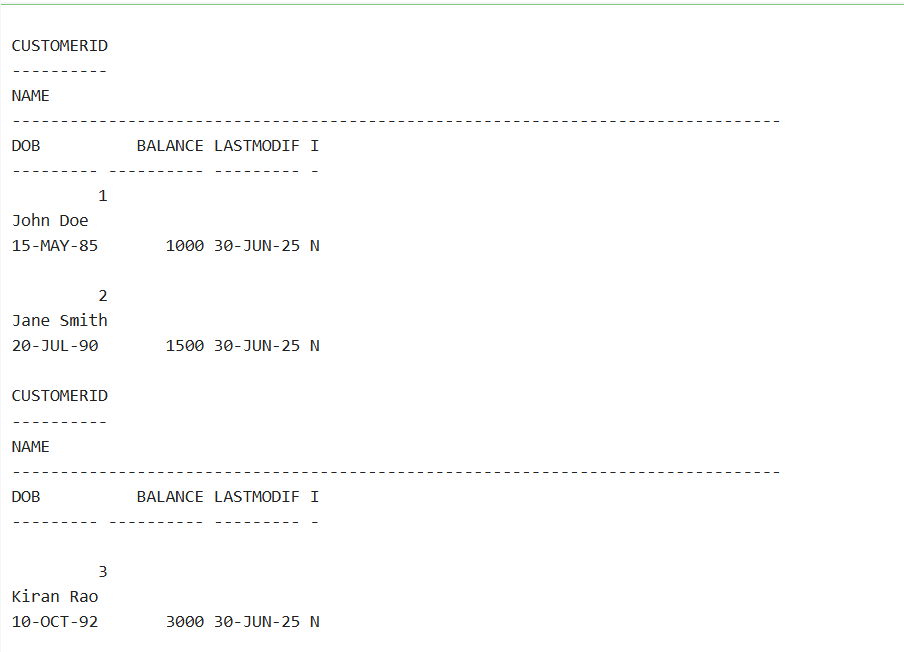 CUSTOMERID
----------
NAME
--------------------------------------------------------------------------------
DOB          BALANCE LASTMODIF I
--------- ---------- --------- -
         1
John Doe
15-MAY-85       1000 30-JUN-25 N
         2
Jane Smith
20-JUL-90       1500 30-JUN-25 N
CUSTOMERID
----------
NAME
--------------------------------------------------------------------------------
DOB          BALANCE LASTMODIF I
--------- ---------- --------- -
         3
Kiran Rao
10-OCT-92       3000 30-JUN-25 N